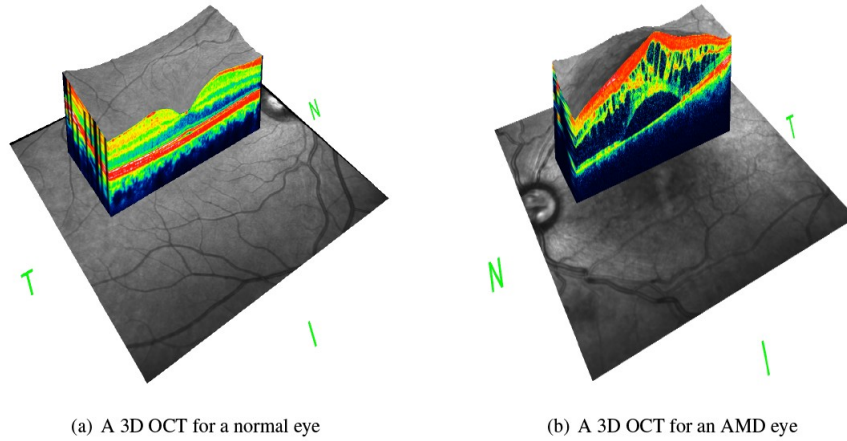 N
T
I
T
N
I
(a) A 3D OCT for a normal eye
(b) A 3D OCT for an AMD eye